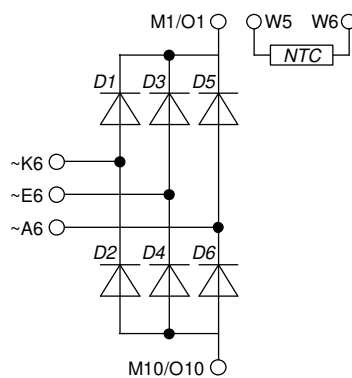 M1/O1 W5 W6
NTC
D1 D3 D5
~K6
~E6
~A6
D2 D4 D6
M10/O10